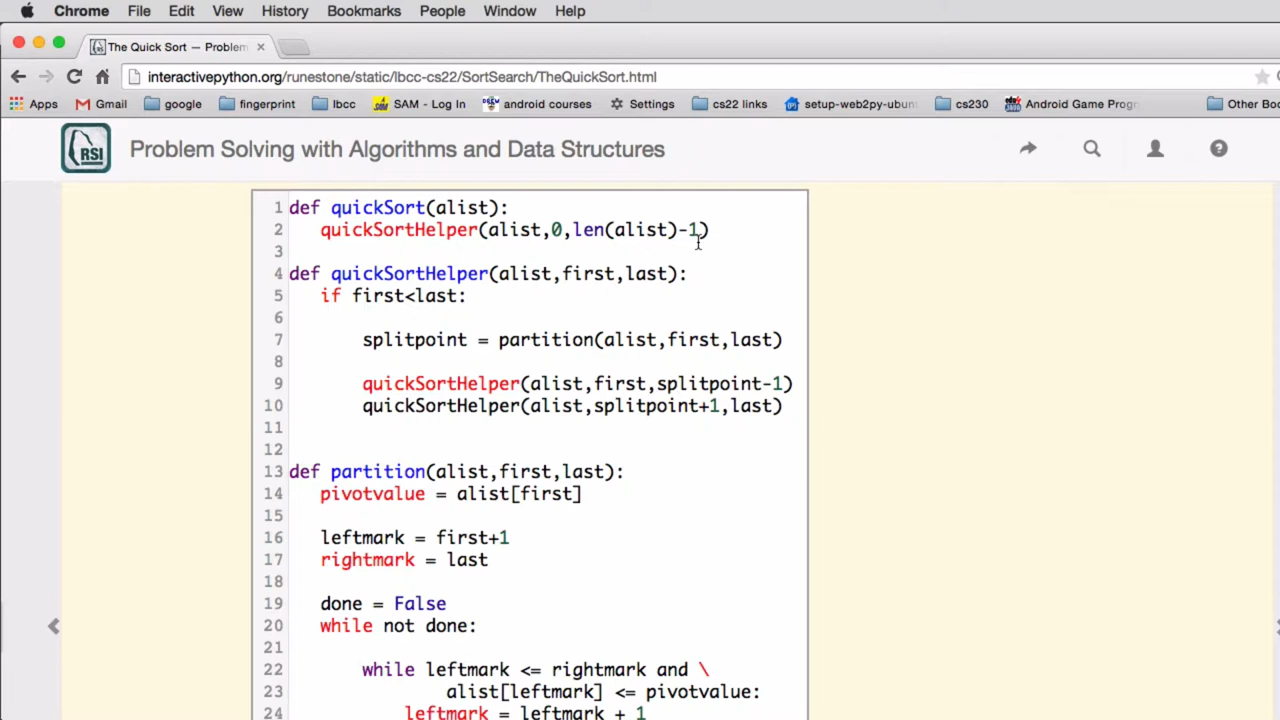 Chrome File Edit View History Bookmarks People Window Help
The Quick Sort — Problem
interactivepython.org/runestone/static/lbcc-cs22/SortSearch/TheQuickSort.html
Apps Gmail google fingerprint lbcc SAM - Log In android courses Settings cs22 links setup-web2py-ubun cs230 Android Game Prog Other Boo
RSI Problem Solving with Algorithms and Data Structures
1 def quickSort(alist):
2 quickSortHelper(alist,0,len(alist)-1)
3
4 def quickSortHelper(alist,first,last):
5 if first<last:
6
7 splitpoint = partition(alist,first,last)
8
9 quickSortHelper(alist,first,splitpoint-1)
10 quickSortHelper(alist,splitpoint+1,last)
11
12
13 def partition(alist,first,last):
14 pivotvalue = alist[first]
15
16 leftmark = first+1
17 rightmark = last
18
19 done = False
20 while not done:
21
22 while leftmark <= rightmark and \
23 alist[leftmark] <= pivotvalue:
24 leftmark = leftmark + 1